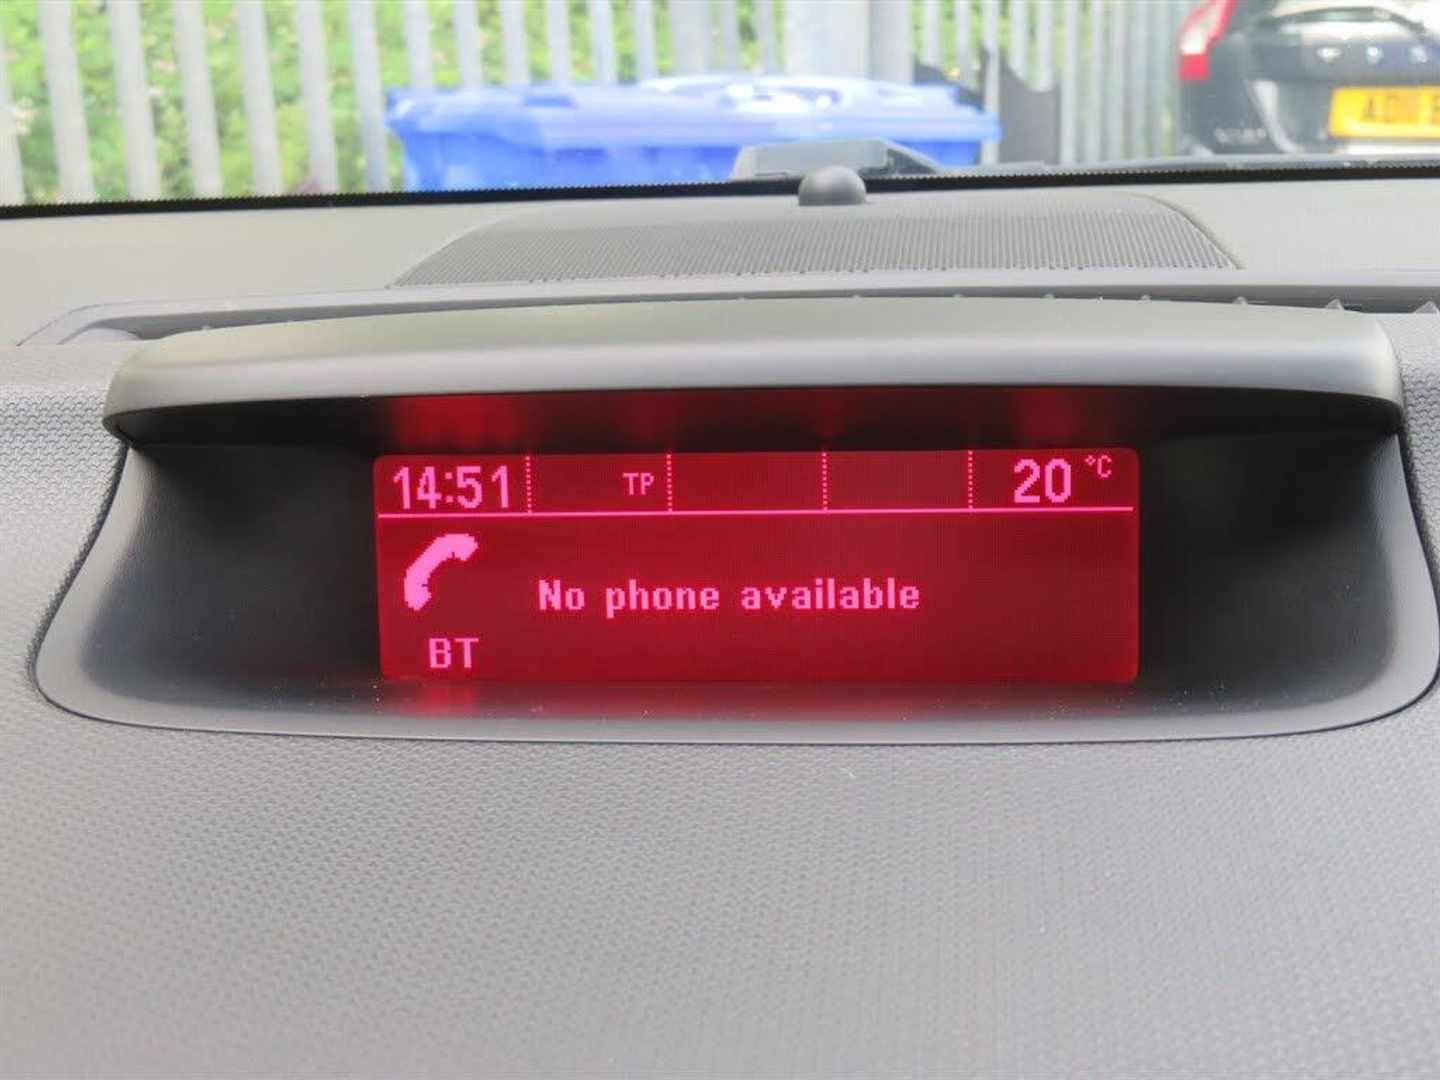 14:51 TP 20 °C
No phone available
BT